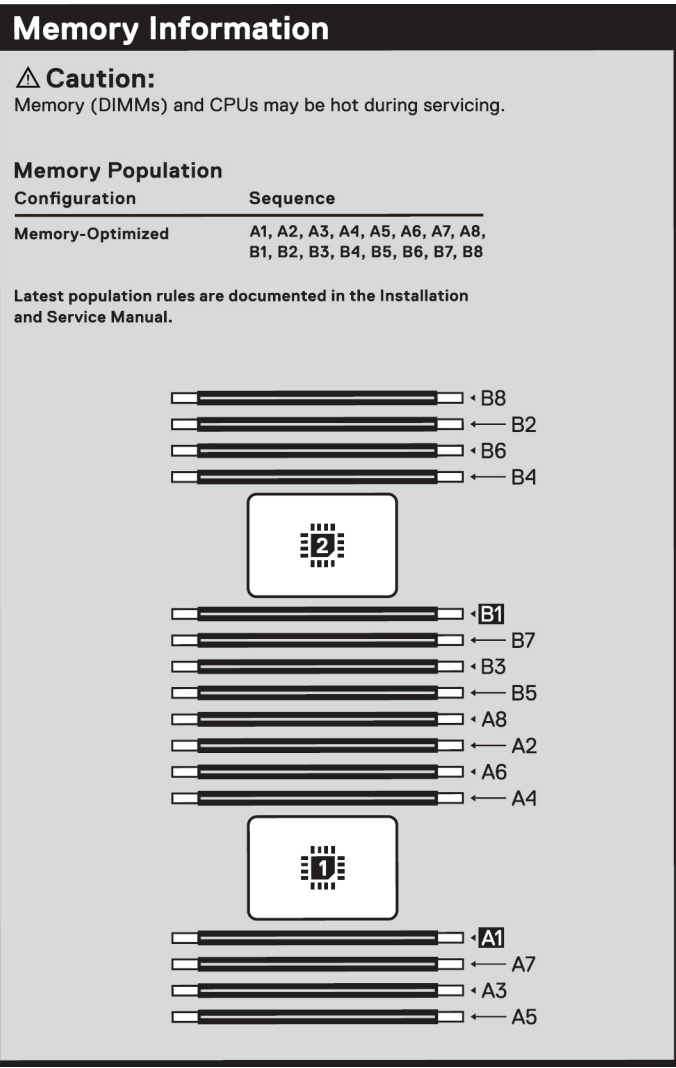 Memory Information
⚠ Caution:
Memory (DIMMs) and CPUs may be hot during servicing.
Memory Population
Configuration Sequence
Memory-Optimized A1, A2, A3, A4, A5, A6, A7, A8,
B1, B2, B3, B4, B5, B6, B7, B8
Latest population rules are documented in the Installation
and Service Manual.
B8
B2
B6
B4
2
B1
B7
B3
B5
A8
A2
A6
A4
1
A1
A7
A3
A5